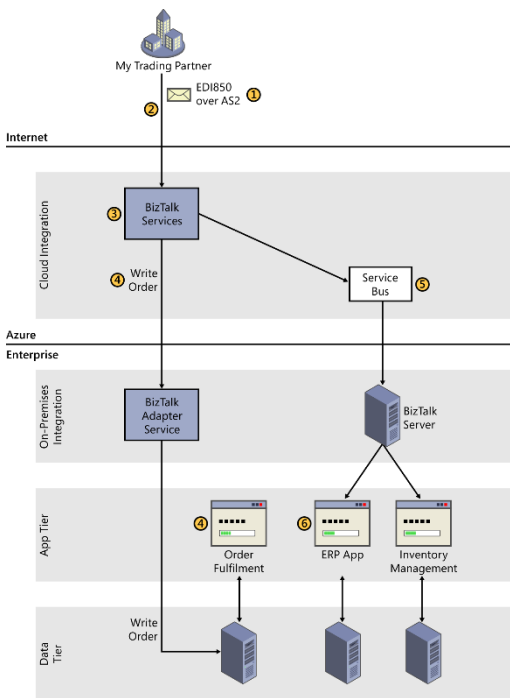 My Trading Partner
EDI850
over AS2
1
2
Internet
Cloud Integration
3
BizTalk
Services
4
Write
Order
Service
Bus
5
Azure
Enterprise
On-Premises
Integration
BizTalk
Adapter
Service
BizTalk
Server
App Tier
4
Order
Fulfilment
6
ERP App
Inventory
Management
Data
Tier
Write
Order